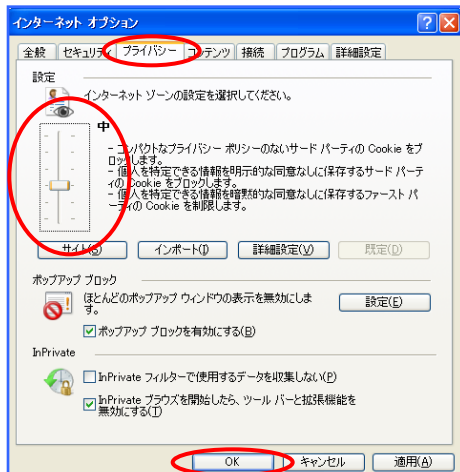 インターネット オプション
全般 セキュリティ プライバシー コンテンツ 接続 プログラム 詳細設定
設定
インターネット ゾーンの設定を選択してください。
中
- コンパクトなプライバシー ポリシーのないサード パーティの Cookie をブ
ロックします。
- 個人を特定できる情報を明示的な同意なしに保存するサード パーテ
ィの Cookie をブロックします。
- 個人を特定できる情報を暗黙的な同意なしに保存するファースト パ
ーティの Cookie を制限します。
サイト(S) インポート(I) 詳細設定(V) 既定(D)
ポップアップ ブロック
ほとんどのポップアップ ウィンドウの表示を無効にしま
す。
設定(E)
ポップアップ ブロックを有効にする(B)
InPrivate
InPrivate フィルターで使用するデータを収集しない(P)
InPrivate ブラウズを開始したら、ツール バーと拡張機能を
無効にする(T)
OK キャンセル 適用(A)